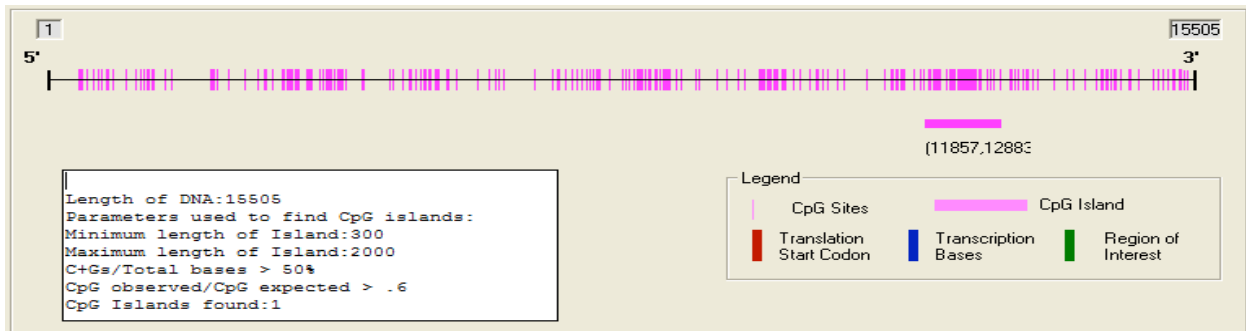 1
15505
5'
3'
(11857,12883
Length of DNA:15505
Parameters used to find CpG islands:
Minimum length of Island:300
Maximum length of Island:2000
C+Gs/Total bases > 50%
CpG observed/CpG expected > .6
CpG Islands found:1
Legend
CpG Sites
CpG Island
Translation
Start Codon
Transcription
Bases
Region of
Interest